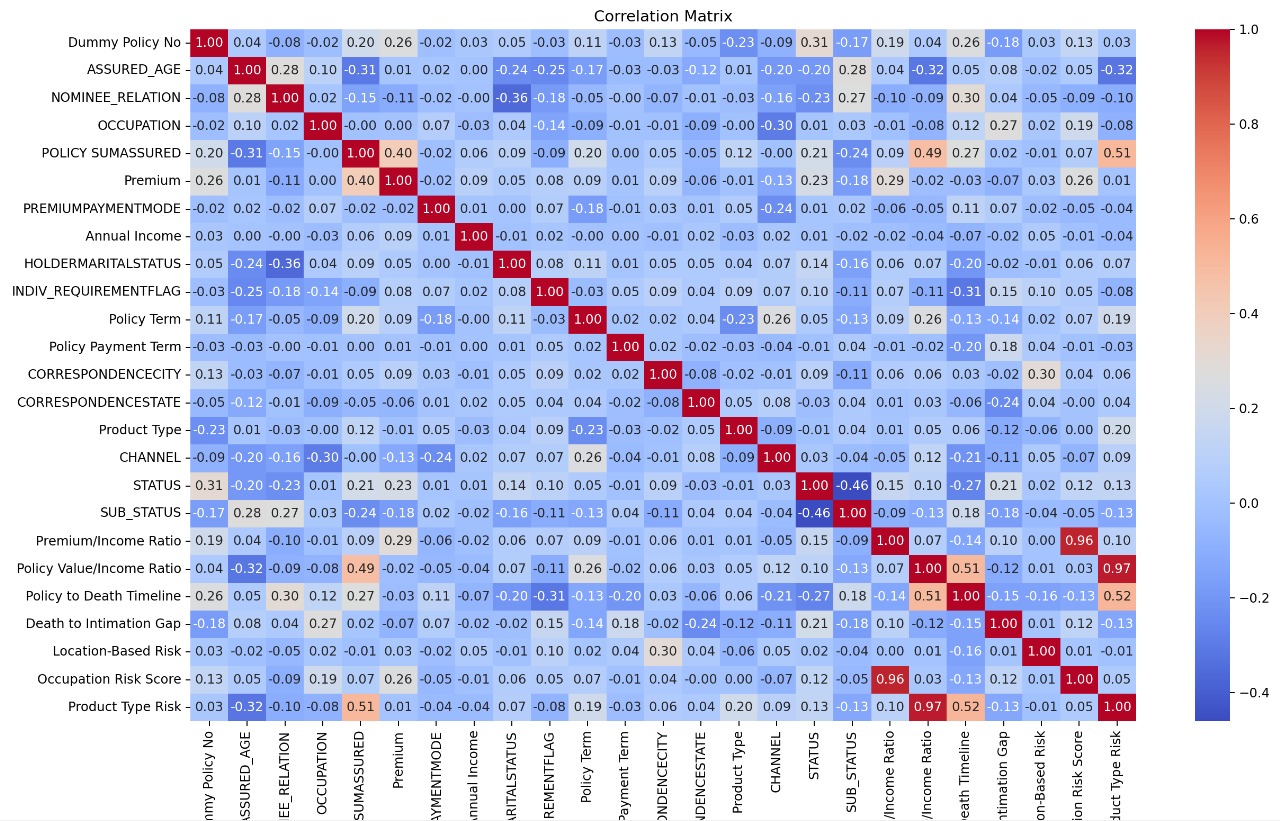 Correlation Matrix
Dummy Policy No 1.00 0.04 -0.08 -0.02 0.20 0.26 -0.02 0.03 0.05 -0.03 0.11 -0.03 0.13 -0.05 -0.23 -0.09 0.31 -0.17 0.19 0.04 0.26 -0.18 0.03 0.13 0.03
ASSURED_AGE 0.04 1.00 0.28 0.10 -0.31 0.01 0.02 0.00 -0.24 -0.25 -0.17 -0.03 -0.03 -0.12 0.01 -0.20 -0.20 0.28 0.04 -0.32 0.05 0.08 -0.02 0.05 -0.32
NOMINEE_RELATION -0.08 0.28 1.00 0.02 -0.15 -0.11 -0.02 -0.00 -0.36 -0.18 -0.05 -0.00 -0.07 -0.01 -0.03 -0.16 -0.23 0.27 -0.10 -0.09 0.30 0.04 -0.05 -0.09 -0.10
OCCUPATION -0.02 0.10 0.02 1.00 -0.00 0.00 0.07 -0.03 0.04 -0.14 -0.09 -0.01 -0.01 -0.09 -0.00 -0.30 0.01 0.03 -0.01 -0.08 0.12 0.27 0.02 0.19 -0.08
POLICY SUMASSURED 0.20 -0.31 -0.15 -0.00 1.00 0.40 -0.02 0.06 0.09 -0.09 0.20 0.00 0.05 -0.05 0.12 -0.00 0.21 -0.24 0.09 0.49 0.27 0.02 -0.01 0.07 0.51
Premium 0.26 0.01 -0.11 0.00 0.40 1.00 -0.02 0.09 0.05 0.08 0.09 0.01 0.09 -0.06 -0.01 -0.13 0.23 -0.18 0.29 -0.02 -0.03 -0.07 0.03 0.26 0.01
PREMIUMPAYMENTMODE -0.02 0.02 -0.02 0.07 -0.02 -0.02 1.00 0.01 0.00 0.07 -0.18 -0.01 0.03 0.01 0.05 -0.24 0.01 0.02 -0.06 -0.05 0.11 0.07 -0.02 -0.05 -0.04
Annual Income 0.03 0.00 -0.00 -0.03 0.06 0.09 0.01 1.00 -0.01 0.02 -0.00 -0.00 -0.01 0.02 -0.03 0.02 0.01 -0.02 -0.02 -0.04 -0.07 -0.02 0.05 -0.01 -0.04
HOLDERMARITALSTATUS 0.05 -0.24 -0.36 0.04 0.09 0.05 0.00 -0.01 1.00 0.08 0.11 0.01 0.05 0.05 0.04 0.07 0.14 -0.16 0.06 0.07 -0.20 -0.02 -0.01 0.06 0.07
INDIV_REQUIREMENTFLAG -0.03 -0.25 -0.18 -0.14 -0.09 0.08 0.07 0.02 0.08 1.00 -0.03 0.05 0.09 0.04 0.09 0.07 0.10 -0.11 0.07 -0.11 -0.31 0.15 0.10 0.05 -0.08
Policy Term 0.11 -0.17 -0.05 -0.09 0.20 0.09 -0.18 -0.00 0.11 -0.03 1.00 0.02 0.02 0.04 -0.23 0.26 0.05 -0.13 0.09 0.26 -0.13 -0.14 0.02 0.07 0.19
Policy Payment Term -0.03 -0.03 -0.00 -0.01 0.00 0.01 -0.01 -0.00 0.01 0.05 0.02 1.00 0.02 -0.02 -0.03 -0.04 -0.01 0.04 -0.01 -0.02 -0.20 0.18 0.04 -0.01 -0.03
CORRESPONDENCECITY 0.13 -0.03 -0.07 -0.01 0.05 0.09 0.03 -0.01 0.05 0.09 0.02 0.02 1.00 -0.08 -0.02 -0.01 0.09 -0.11 0.06 0.06 0.03 -0.02 0.30 0.04 0.06
CORRESPONDENCESTATE -0.05 -0.12 -0.01 -0.09 -0.05 -0.06 0.01 0.02 0.05 0.04 0.04 -0.02 -0.08 1.00 0.05 0.08 -0.03 0.04 0.01 0.03 -0.06 -0.24 0.04 -0.00 0.04
Product Type -0.23 0.01 -0.03 -0.00 0.12 -0.01 0.05 -0.03 0.04 0.09 -0.23 -0.03 -0.02 0.05 1.00 -0.09 -0.01 -0.04 0.01 0.05 0.06 -0.12 -0.06 0.00 0.20
CHANNEL -0.09 -0.20 -0.16 -0.30 -0.00 -0.13 -0.24 0.02 0.07 0.07 0.26 -0.04 -0.01 0.08 -0.09 1.00 0.03 -0.04 -0.05 0.12 -0.21 -0.11 0.05 -0.07 0.09
STATUS 0.31 -0.20 -0.23 0.01 0.21 0.23 0.01 0.01 0.14 0.10 0.05 -0.01 0.09 -0.03 -0.01 0.03 1.00 -0.46 0.15 0.10 -0.27 0.21 0.02 0.12 0.13
SUB_STATUS -0.17 0.28 0.27 0.03 -0.24 -0.18 0.02 -0.02 -0.16 -0.11 -0.13 0.04 -0.11 0.04 -0.04 -0.04 -0.46 1.00 -0.09 -0.13 0.18 -0.18 -0.04 -0.05 -0.13
Premium/Income Ratio 0.19 0.04 -0.10 -0.01 0.09 0.29 -0.06 -0.02 0.06 0.07 0.09 -0.01 0.06 0.01 0.01 -0.05 0.15 -0.09 1.00 0.07 -0.14 0.10 0.00 0.96 0.10
Policy Value/Income Ratio 0.04 -0.32 -0.09 -0.08 0.49 -0.02 -0.05 -0.04 0.07 -0.11 0.26 -0.02 0.06 0.03 0.05 0.12 0.10 -0.13 0.07 1.00 0.51 -0.12 0.01 0.03 0.97
Policy to Death Timeline 0.26 0.05 0.30 0.12 0.27 -0.03 0.11 -0.07 -0.20 -0.31 -0.13 -0.20 0.03 -0.06 0.06 -0.21 -0.27 0.18 -0.14 0.51 1.00 -0.15 -0.16 -0.13 0.52
Death to Intimation Gap -0.18 0.08 0.04 0.27 0.02 -0.07 0.07 -0.02 -0.02 0.15 -0.14 0.18 -0.02 -0.24 -0.12 -0.11 0.21 -0.18 0.10 -0.12 -0.15 1.00 0.01 0.12 -0.13
Location-Based Risk 0.03 -0.02 -0.05 0.02 -0.01 0.03 -0.02 0.05 -0.01 0.10 0.02 0.04 0.30 0.04 -0.06 0.05 0.02 -0.04 0.00 0.01 -0.16 0.01 1.00 0.01 -0.01
Occupation Risk Score 0.13 0.05 -0.09 0.19 0.07 0.26 -0.05 -0.01 0.06 0.05 0.07 -0.01 0.04 -0.00 0.00 -0.07 0.12 -0.05 0.96 0.03 -0.13 0.12 0.01 1.00 0.05
Product Type Risk 0.03 -0.32 -0.10 -0.08 0.51 0.01 -0.04 -0.04 0.07 -0.08 0.19 -0.03 0.06 0.04 0.20 0.09 0.13 -0.13 0.10 0.97 0.52 -0.13 -0.01 0.05 1.00
mmy Policy No
ASSURED_AGE
NEE_RELATION
OCCUPATION
SUMASSURED
Premium
AYMENTMODE
Annual Income
RITALSTATUS
REMENTFLAG
Policy Term
Payment Term
ONDENCECITY
NDENCESTATE
Product Type
CHANNEL
STATUS
SUB_STATUS
/Income Ratio
/Income Ratio
Death Timeline
ntimation Gap
on-Based Risk
ion Risk Score
duct Type Risk
1.0
0.8
0.6
0.4
0.2
0.0
−0.2
−0.4